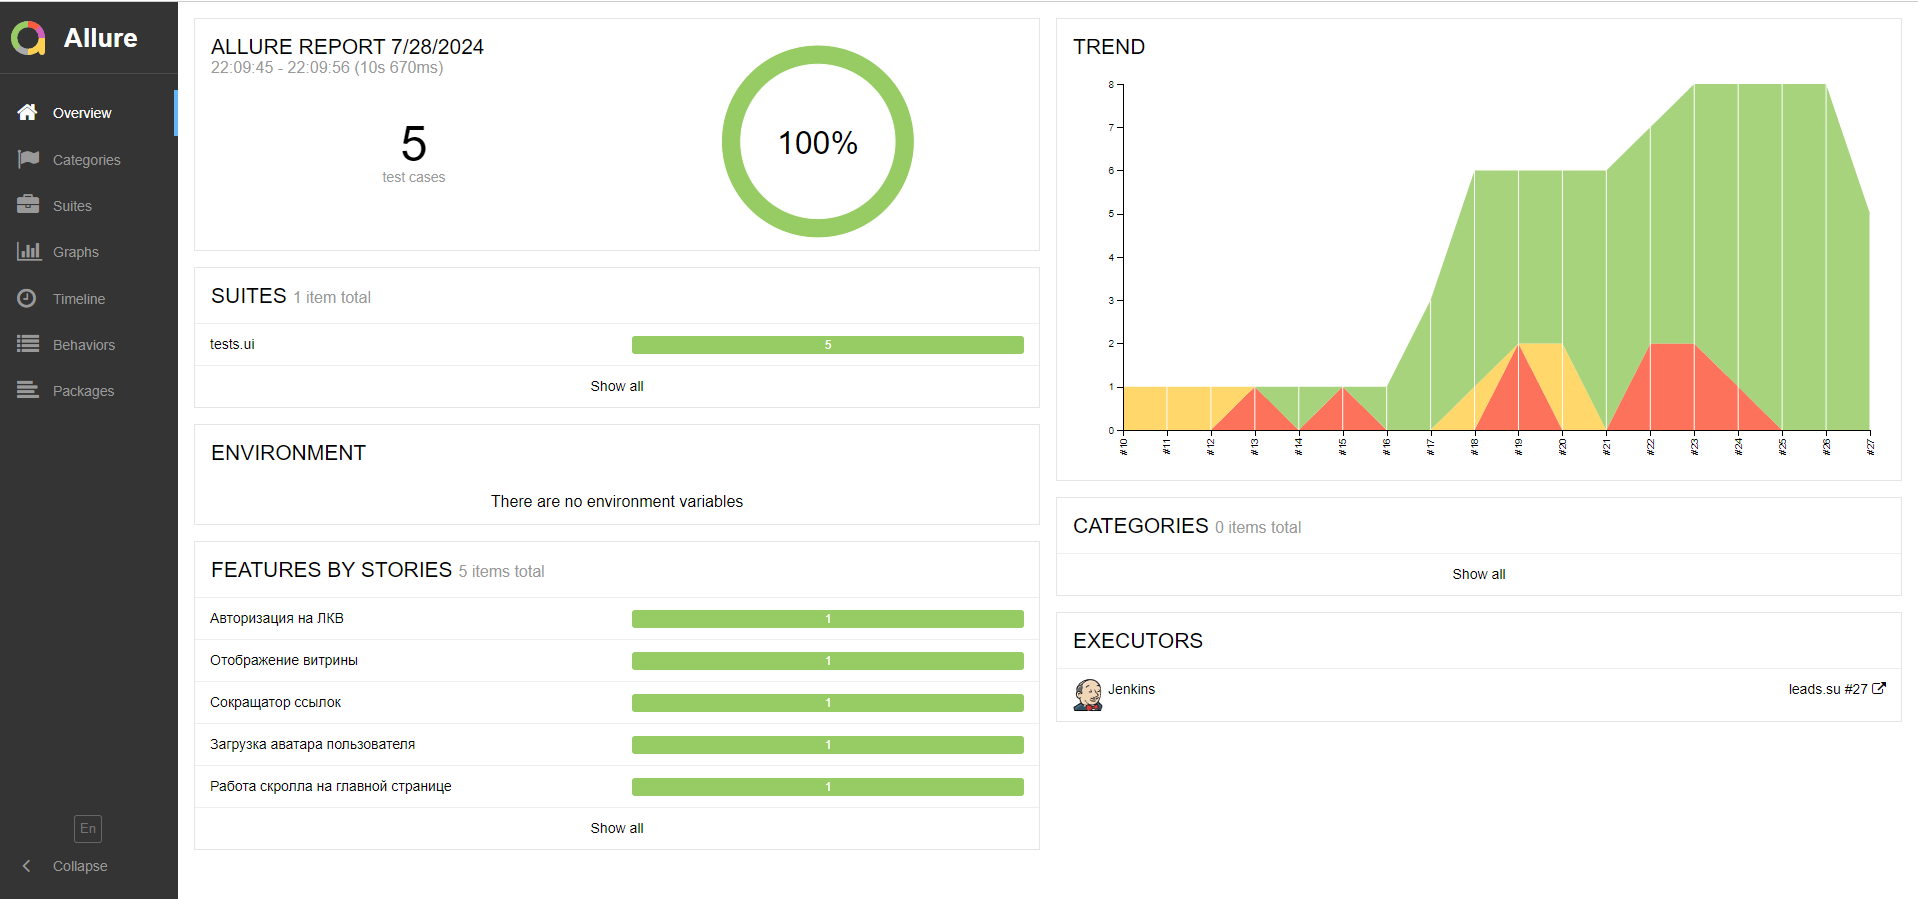 Allure
Overview
Categories
Suites
Graphs
Timeline
Behaviors
Packages
En
Collapse
ALLURE REPORT 7/28/2024
22:09:45 - 22:09:56 (10s 670ms)
5
test cases
100%
SUITES 1 item total
tests.ui 5
Show all
ENVIRONMENT
There are no environment variables
FEATURES BY STORIES 5 items total
Авторизация на ЛКВ 1
Отображение витрины 1
Сокращатор ссылок 1
Загрузка аватара пользователя 1
Работа скролла на главной странице 1
Show all
TREND
8
7
6
5
4
3
2
1
0
#10 #11 #12 #13 #14 #15 #16 #17 #18 #19 #20 #21 #22 #23 #24 #25 #26 #27
CATEGORIES 0 items total
Show all
EXECUTORS
Jenkins leads.su #27